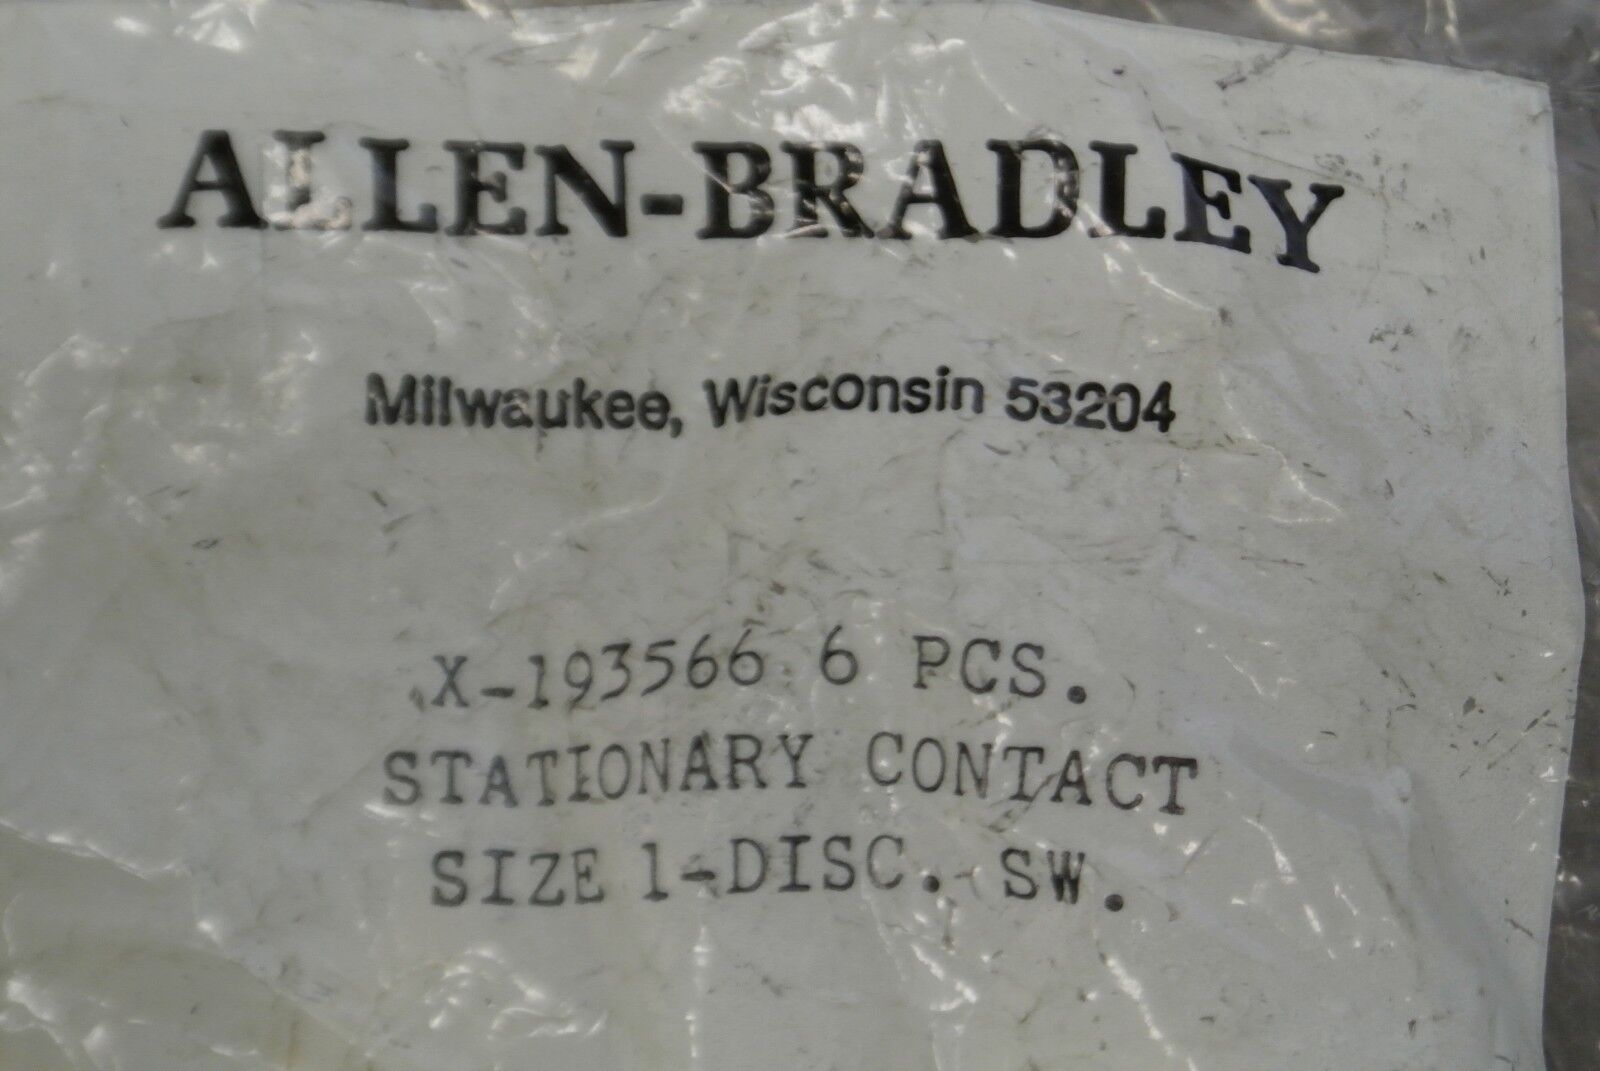 ALLEN-BRADLEY
Milwaukee, Wisconsin 53204
X-193566 6 PCS.
STATIONARY CONTACT
SIZE 1-DISC. SW.